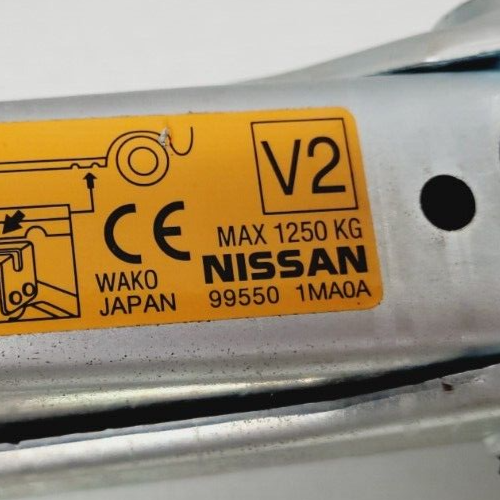 V2
CE
MAX 1250 KG
WAKO
JAPAN
NISSAN
99550 1MA0A